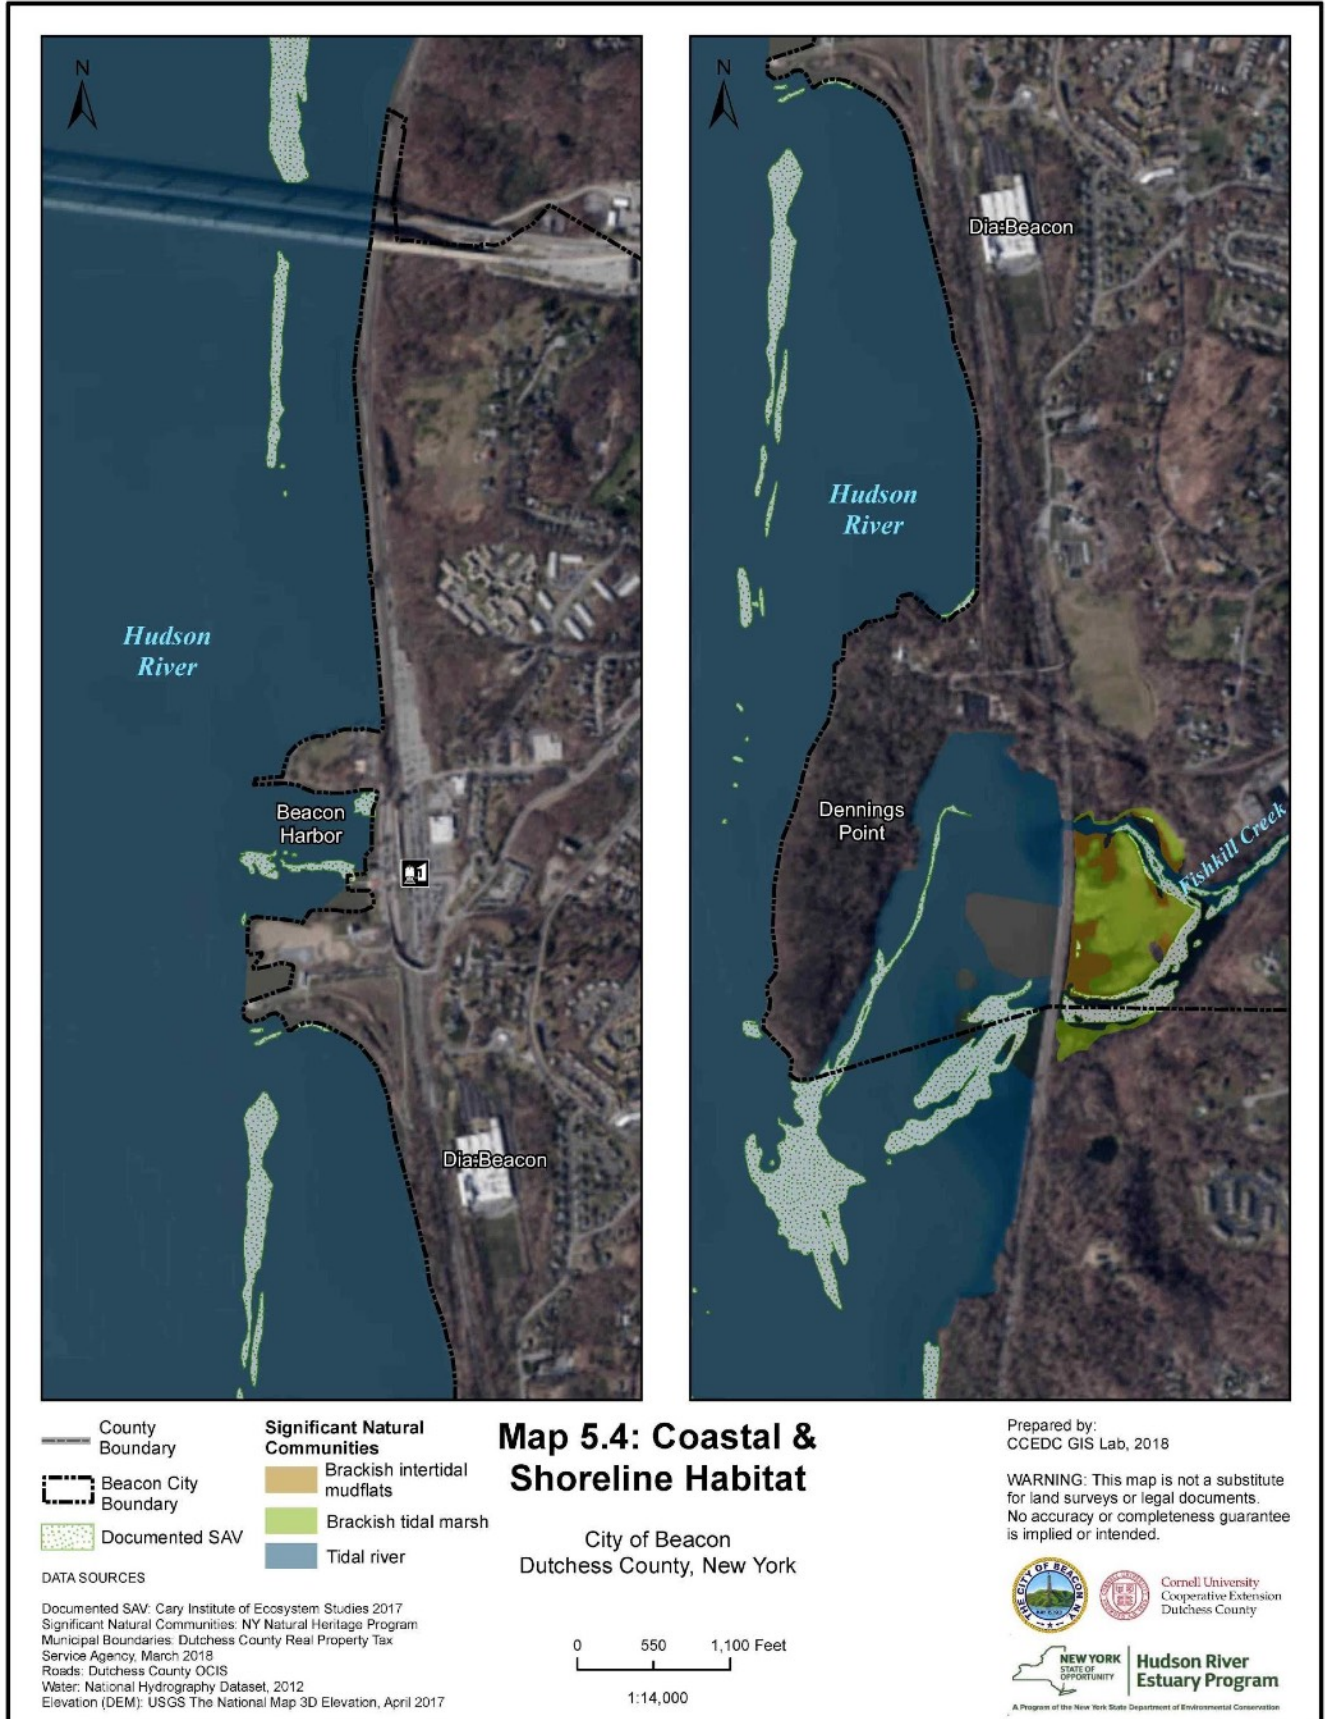 N
Hudson
River
Beacon
Harbor
Dia:Beacon
N
Dia:Beacon
Hudson
River
Dennings
Point
Fishkill Creek
County
Boundary
Beacon City
Boundary
Documented SAV
Significant Natural
Communities
Brackish intertidal
mudflats
Brackish tidal marsh
Tidal river
DATA SOURCES
Documented SAV: Cary Institute of Ecosystem Studies 2017
Significant Natural Communities: NY Natural Heritage Program
Municipal Boundaries: Dutchess County Real Property Tax
Service Agency, March 2018
Roads: Dutchess County OCIS
Water: National Hydrography Dataset, 2012
Elevation (DEM): USGS The National Map 3D Elevation, April 2017
Map 5.4: Coastal &
Shoreline Habitat
City of Beacon
Dutchess County, New York
0 550 1,100 Feet
1:14,000
Prepared by:
CCEDC GIS Lab, 2018
WARNING: This map is not a substitute
for land surveys or legal documents.
No accuracy or completeness guarantee
is implied or intended.
THE CITY OF BEACON NY
Cornell University
Cooperative Extension
Dutchess County
NEW YORK
STATE OF
OPPORTUNITY
Hudson River
Estuary Program
A Program of the New York State Department of Environmental Conservation